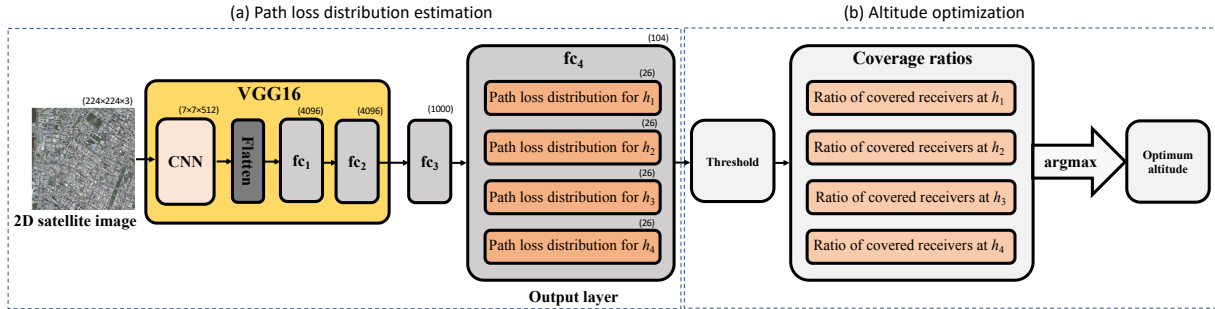 (a) Path loss distribution estimation
(b) Altitude optimization
(224×224×3)
2D satellite image
VGG16
(7×7×512)
CNN
Flatten
(4096)
fc1
(4096)
fc2
(1000)
fc3
(104)
fc4
(26)
Path loss distribution for h1
(26)
Path loss distribution for h2
(26)
Path loss distribution for h3
(26)
Path loss distribution for h4
Output layer
Threshold
Coverage ratios
Ratio of covered receivers at h1
Ratio of covered receivers at h2
Ratio of covered receivers at h3
Ratio of covered receivers at h4
argmax
Optimum
altitude